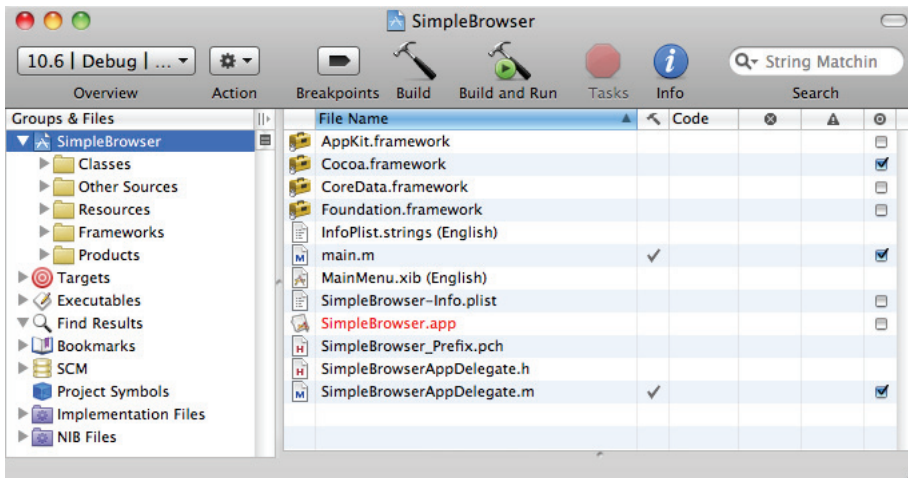 SimpleBrowser
10.6 | Debug | ...
String Matchin
Overview
Action
Breakpoints
Build
Build and Run
Tasks
Info
Search
Groups & Files
File Name
Code
SimpleBrowser
Classes
Other Sources
Resources
Frameworks
Products
Targets
Executables
Find Results
Bookmarks
SCM
Project Symbols
Implementation Files
NIB Files
AppKit.framework
Cocoa.framework
CoreData.framework
Foundation.framework
InfoPlist.strings (English)
main.m
MainMenu.xib (English)
SimpleBrowser-Info.plist
SimpleBrowser.app
SimpleBrowser_Prefix.pch
SimpleBrowserAppDelegate.h
SimpleBrowserAppDelegate.m